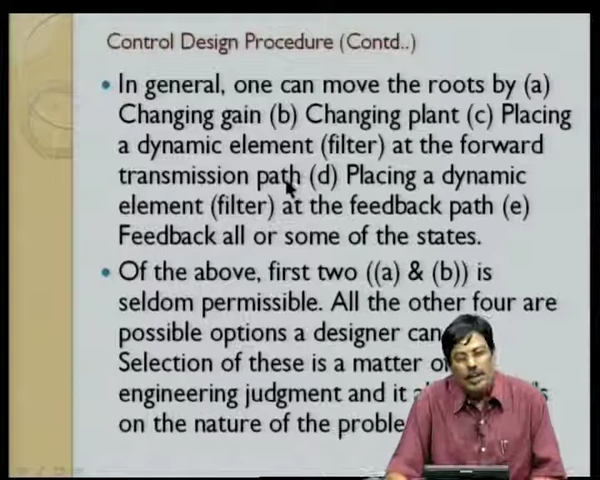 Control Design Procedure (Contd..)
In general, one can move the roots by (a)
Changing gain (b) Changing plant (c) Placing
a dynamic element (filter) at the forward
transmission path (d) Placing a dynamic
element (filter) at the feedback path (e)
Feedback all or some of the states.
Of the above, first two ((a) & (b)) is
seldom permissible. All the other four are
possible options a designer can
Selection of these is a matter
engineering judgment and it
on the nature of the